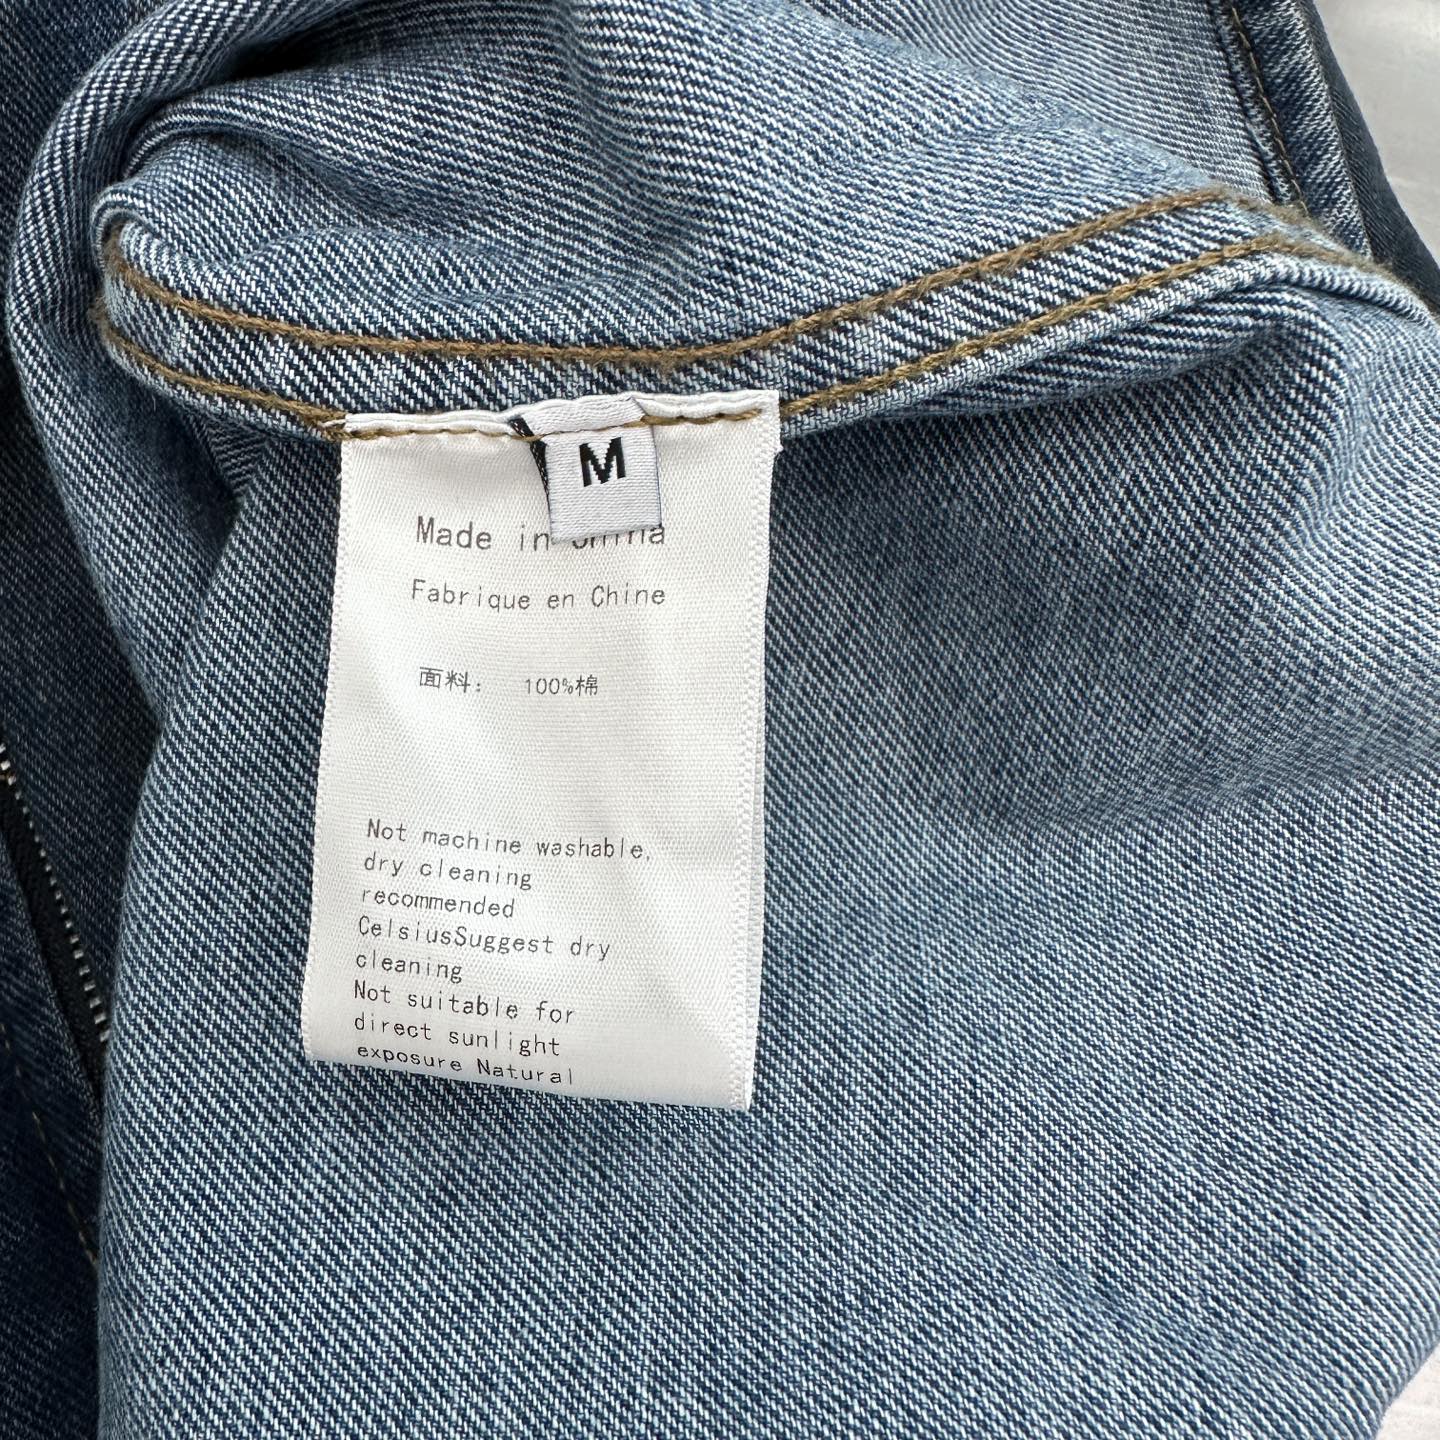 M
Made in China
Fabrique en Chine
面料： 100%棉
Not machine washable,
dry cleaning
recommended
CelsiusSuggest dry
cleaning
Not suitable for
direct sunlight
exposure Natural